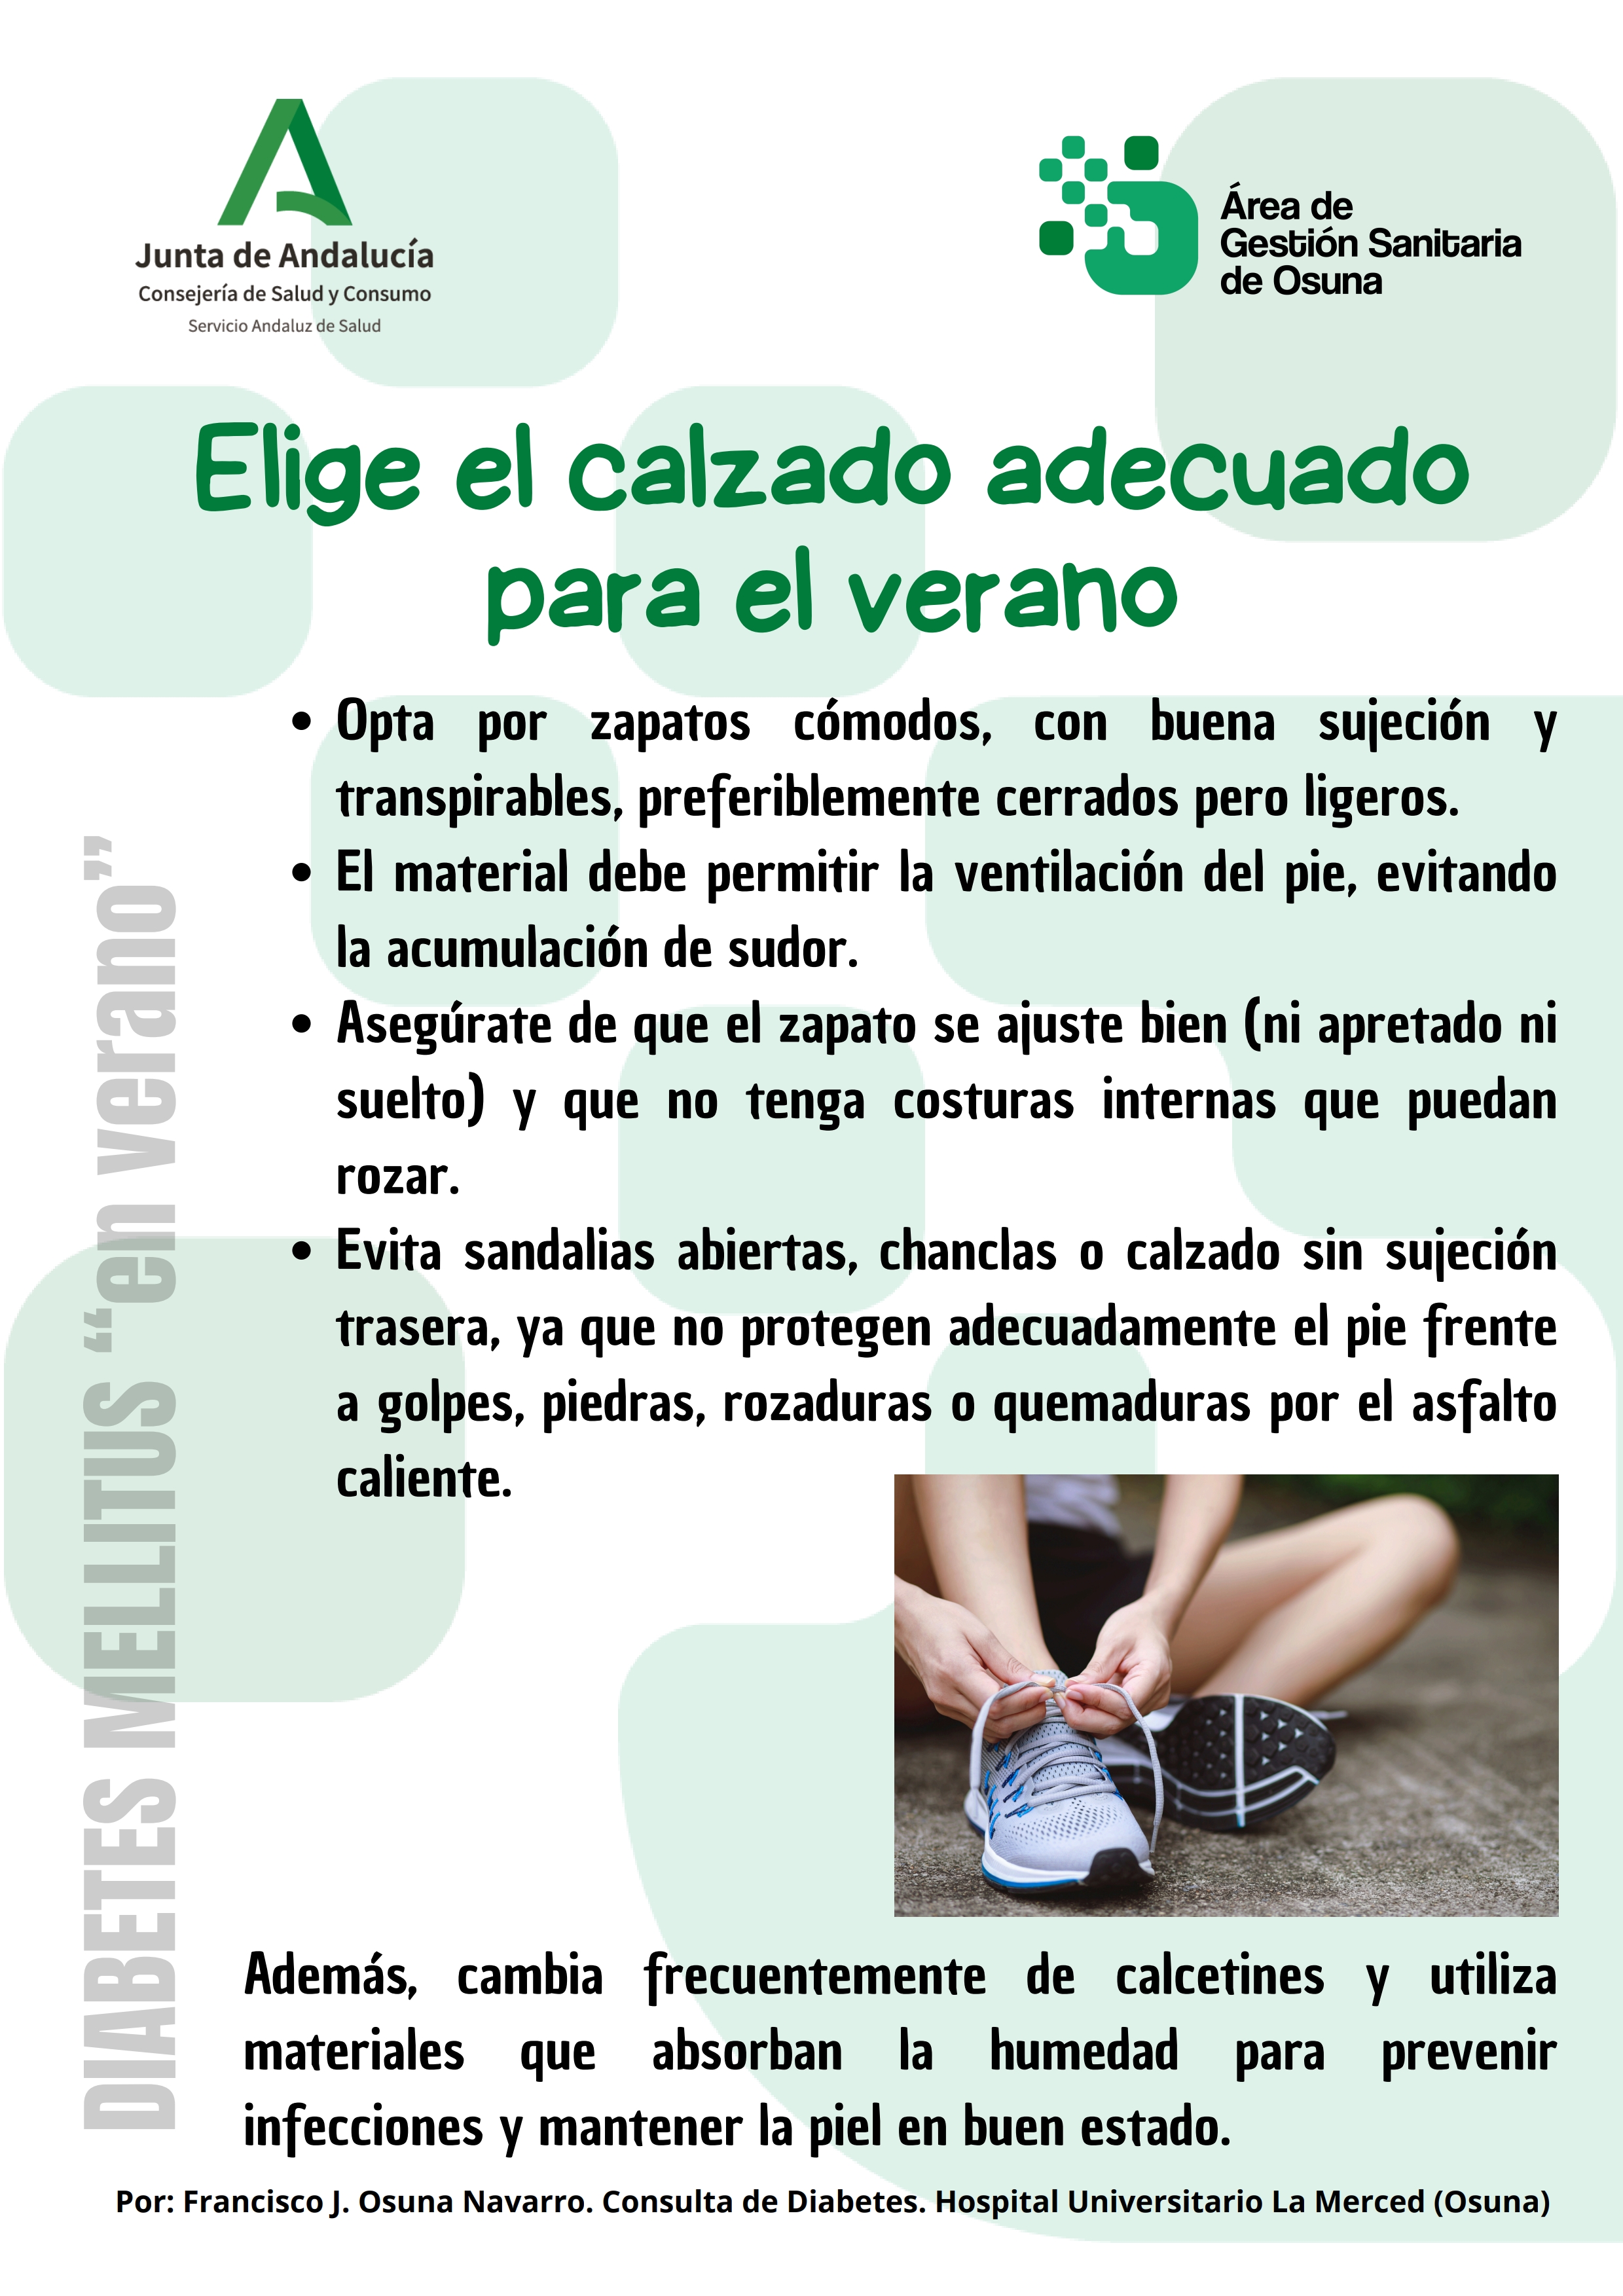 Junta de Andalucía
Consejería de Salud y Consumo
Servicio Andaluz de Salud
Área de
Gestión Sanitaria
de Osuna
Elige el calzado adecuado
para el verano
• Opta por zapatos cómodos, con buena sujeción y
transpirables, preferiblemente cerrados pero ligeros.
• El material debe permitir la ventilación del pie, evitando
la acumulación de sudor.
• Asegúrate de que el zapato se ajuste bien (ni apretado ni
suelto) y que no tenga costuras internas que puedan
rozar.
• Evita sandalias abiertas, chanclas o calzado sin sujeción
trasera, ya que no protegen adecuadamente el pie frente
a golpes, piedras, rozaduras o quemaduras por el asfalto
caliente.
DIABETES MELLITUS “en verano”
Además, cambia frecuentemente de calcetines y utiliza
materiales que absorban la humedad para prevenir
infecciones y mantener la piel en buen estado.
Por: Francisco J. Osuna Navarro. Consulta de Diabetes. Hospital Universitario La Merced (Osuna)